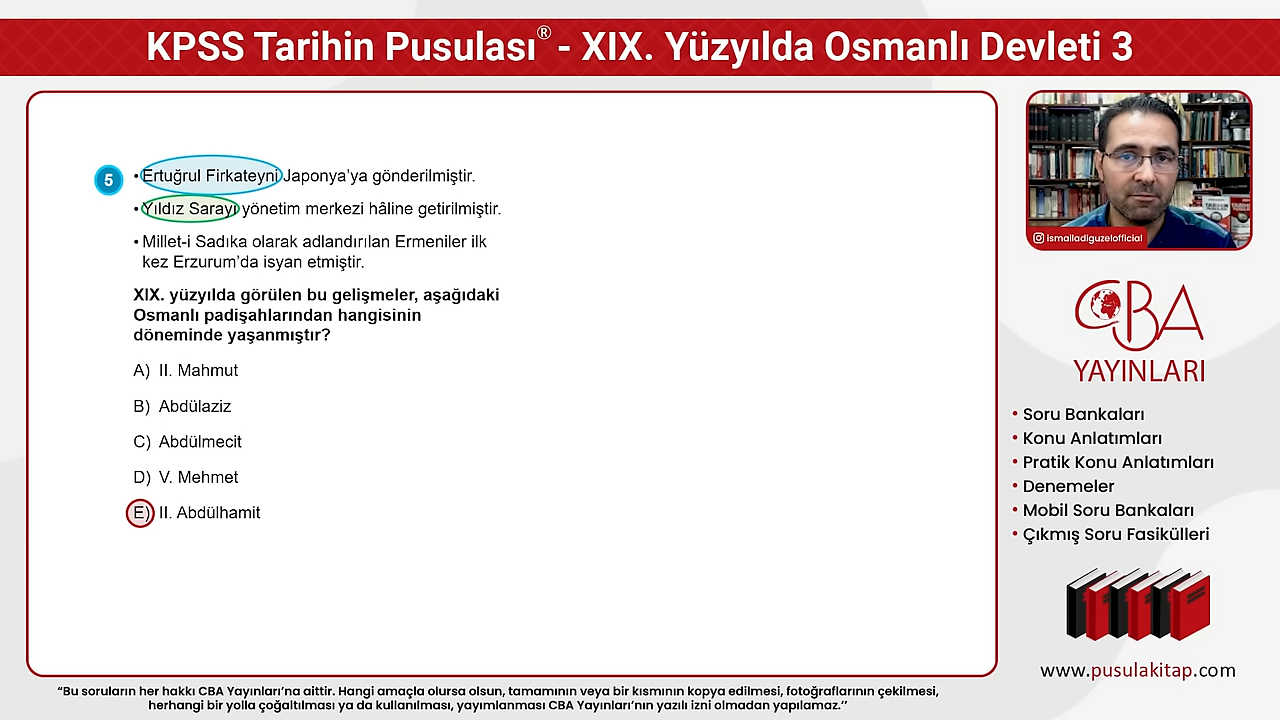 KPSS Tarihin Pusulası® - XIX. Yüzyılda Osmanlı Devleti 3
5
• Ertuğrul Firkateyni Japonya’ya gönderilmiştir.
• Yıldız Sarayı yönetim merkezi hâline getirilmiştir.
• Millet-i Sadıka olarak adlandırılan Ermeniler ilk
kez Erzurum’da isyan etmiştir.
XIX. yüzyılda görülen bu gelişmeler, aşağıdaki
Osmanlı padişahlarından hangisinin
döneminde yaşanmıştır?
A) II. Mahmut
B) Abdülaziz
C) Abdülmecit
D) V. Mehmet
E) II. Abdülhamit
ismailadiguzelofficial
CBA
YAYINLARI
• Soru Bankaları
• Konu Anlatımları
• Pratik Konu Anlatımları
• Denemeler
• Mobil Soru Bankaları
• Çıkmış Soru Fasikülleri
www.pusulakitap.com
“Bu soruların her hakkı CBA Yayınları’na aittir. Hangi amaçla olursa olsun, tamamının veya bir kısmının kopya edilmesi, fotoğraflarının çekilmesi,
herhangi bir yolla çoğaltılması ya da kullanılması, yayımlanması CBA Yayınları’nın yazılı izni olmadan yapılamaz.’’